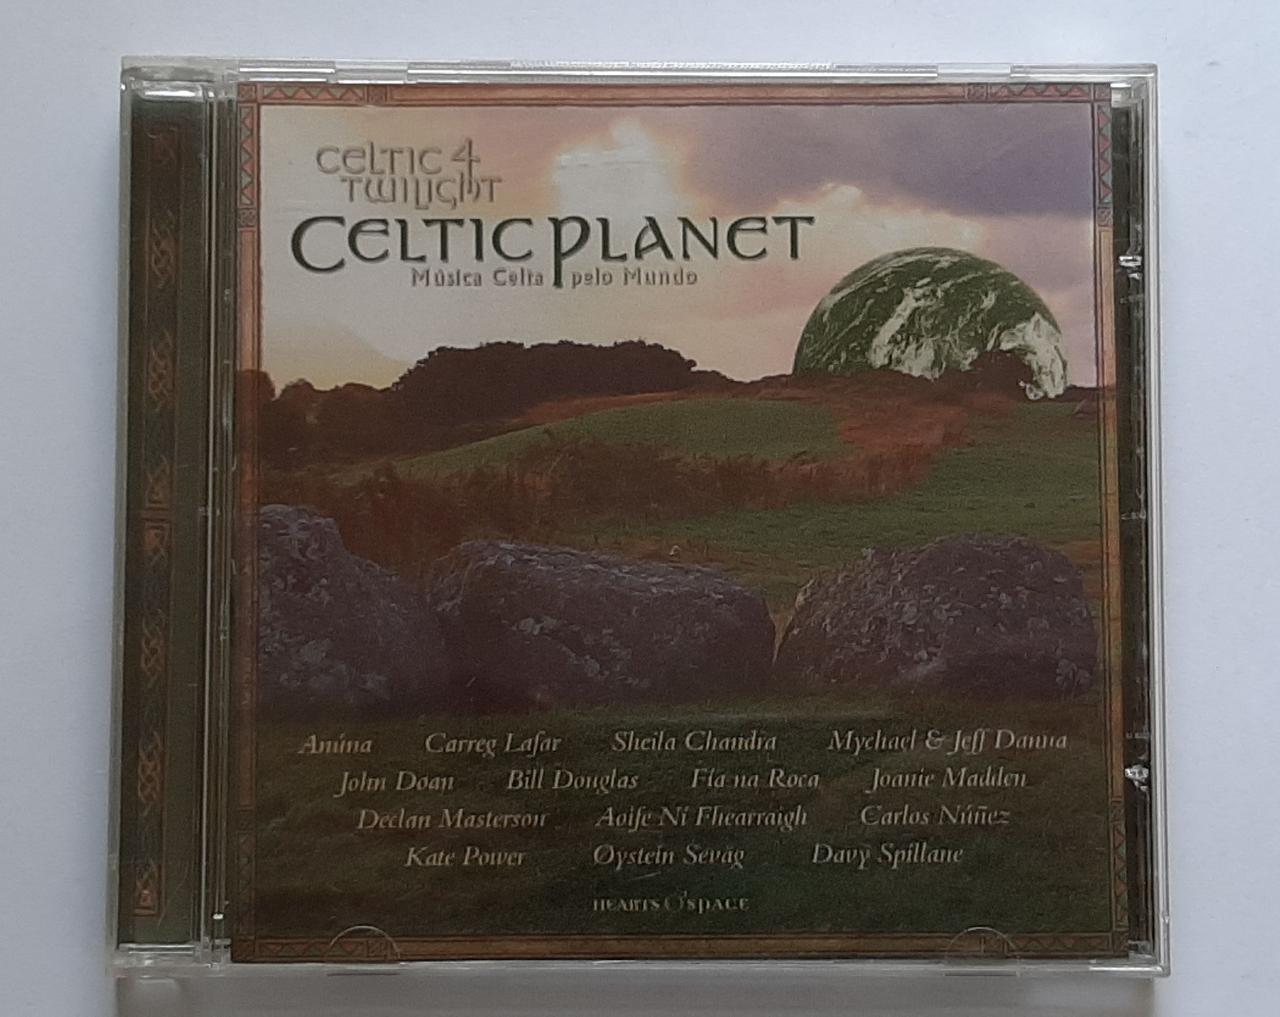 CELTIC 4
TWILIGHT
CELTIC PLANET
Música Celta pelo Mundo
Anúna Carreg Lafar Sheila Chandra Mychael & Jeff Danna
John Doan Bill Douglas Fía na Roca Joanie Madden
Declan Masterson Aoife Ní Fhearraigh Carlos Núñez
Kate Power Øystein Sevåg Davy Spillane
HEARTS O' SPACE